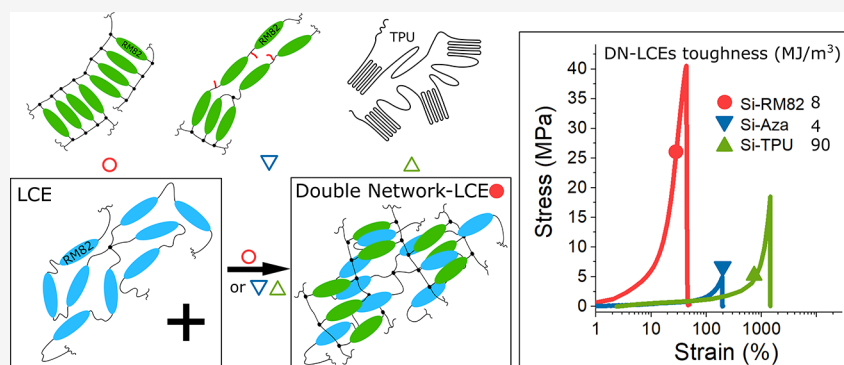 RM82
RM82
TPU
LCE
RM82
+
or
Double Network-LCE
DN-LCEs toughness (MJ/m³)
Si-RM82 8
Si-Aza 4
Si-TPU 90
Stress (MPa)
40
35
30
25
20
15
10
5
0
1 10 100 1000
Strain (%)